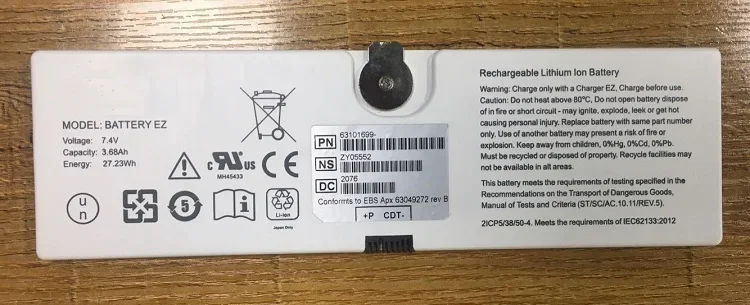 MODEL: BATTERY EZ
Voltage: 7.4V
Capacity: 3.68Ah
Energy: 27.23Wh
c RU us CE
MH45433
un
5
i
Li-ion
Japan Only
PN 63101699-
NS ZY05552
DC 2076
Conformts to EBS Apx 63049272 rev B
+P CDT-
Rechargeable Lithium Ion Battery
Warning: Charge only with a Charger EZ, Charge before use.
Caution: Do not heat above 80°C, Do not open battery dispose
of in fire or short circuit - may ignite, explode, leek or get hot
causing personal injury. Replace battery with same part number
only. Use of another battery may present a risk of fire or
explosion. Keep away from children, 0%Hg, 0%Cd, 0%Pb.
Must be recycled or disposed of property. Recycle facilities may
not be available in all areas.
This battery meets the requirements of testing specified in the
Recommendations on the Transport of Dangerous Goods,
Manual of Tests and Criteria (ST/SC/AC.10.11/REV.5).
2ICP5/38/50-4. Meets the requirements of IEC62133:2012